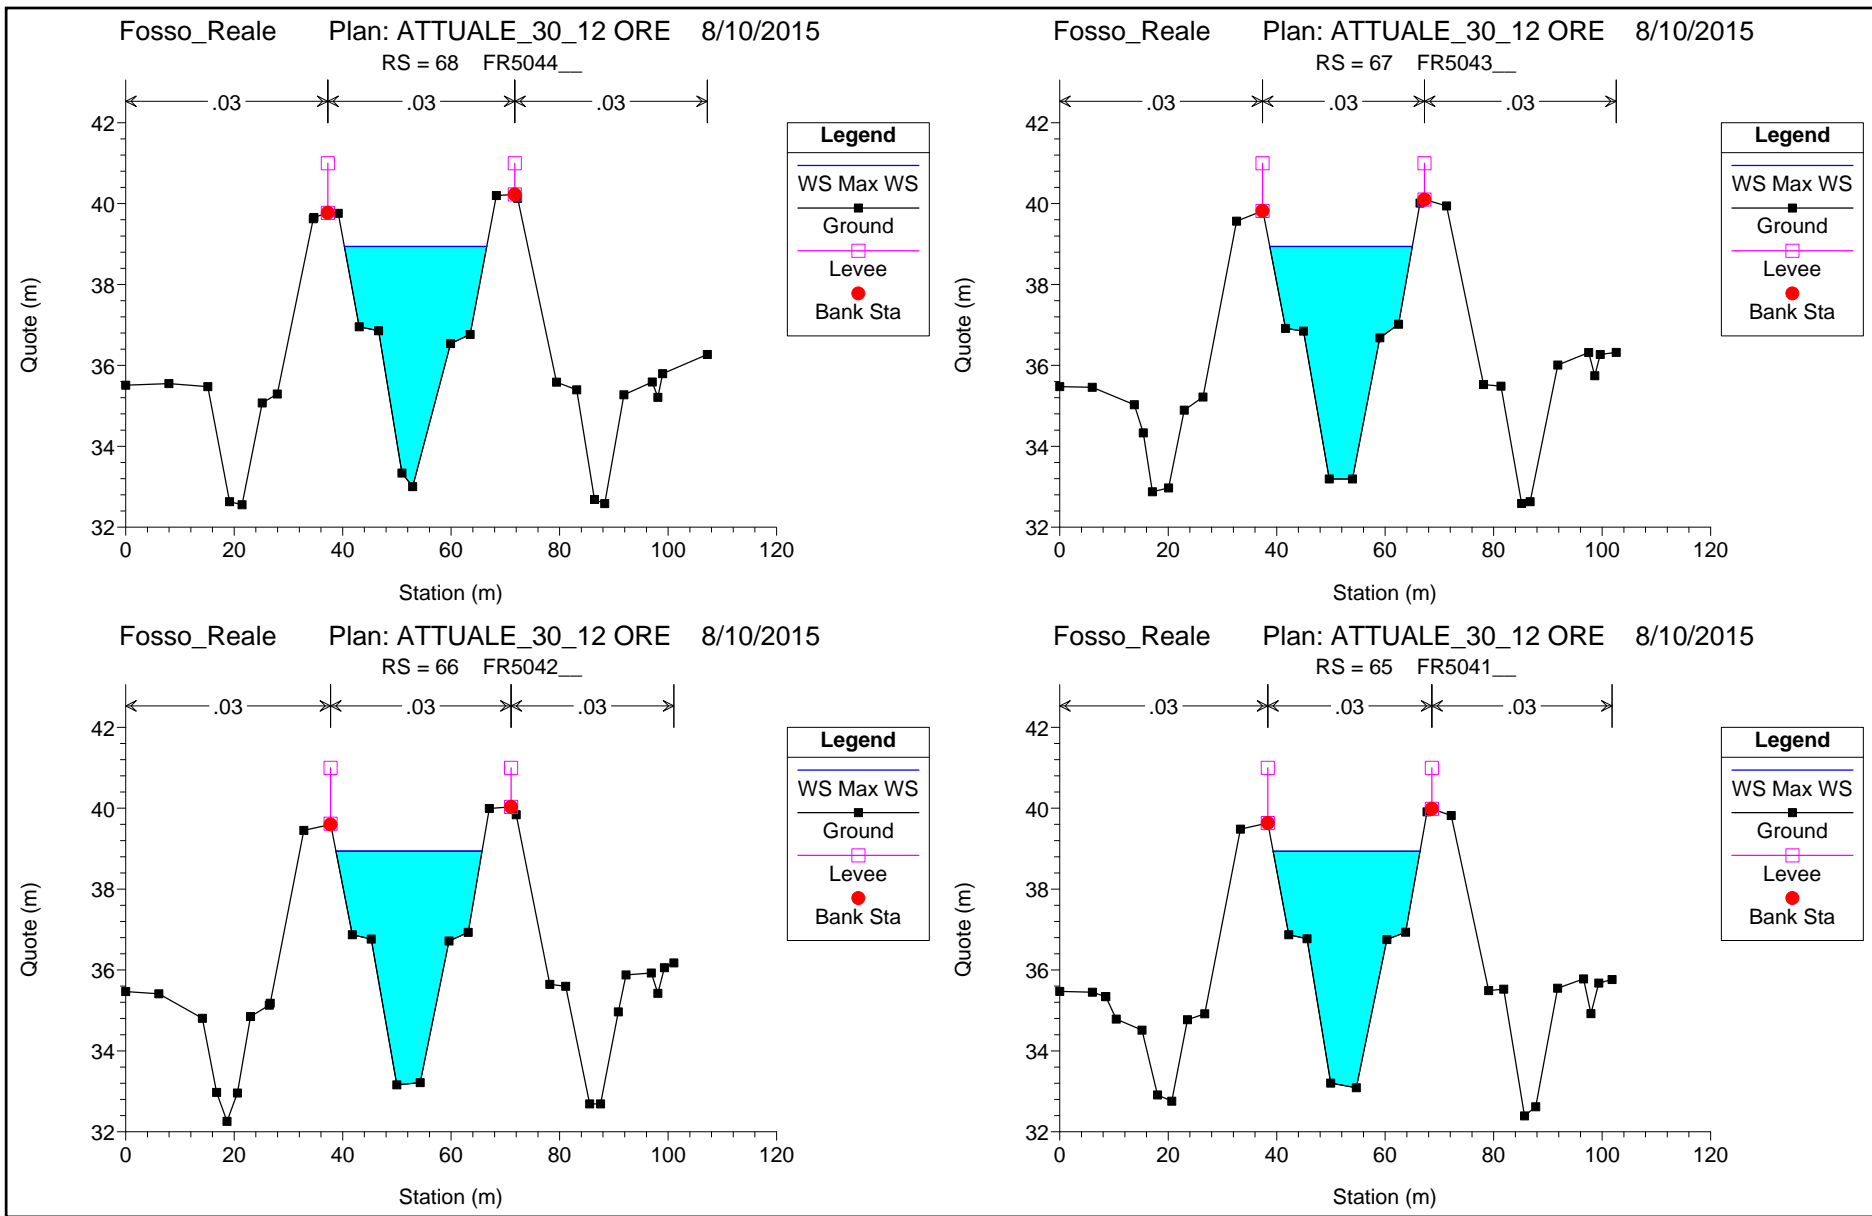 Fosso_Reale Plan: ATTUALE_30_12 ORE 8/10/2015
RS = 68 FR5044__
.03 .03 .03
42
40
38
36
34
32
0 20 40 60 80 100 120
Quote (m)
Station (m)
Legend
WS Max WS
Ground
Levee
Bank Sta
Fosso_Reale Plan: ATTUALE_30_12 ORE 8/10/2015
RS = 67 FR5043__
.03 .03 .03
42
40
38
36
34
32
0 20 40 60 80 100 120
Quote (m)
Station (m)
Legend
WS Max WS
Ground
Levee
Bank Sta
Fosso_Reale Plan: ATTUALE_30_12 ORE 8/10/2015
RS = 66 FR5042__
.03 .03 .03
42
40
38
36
34
32
0 20 40 60 80 100 120
Quote (m)
Station (m)
Legend
WS Max WS
Ground
Levee
Bank Sta
Fosso_Reale Plan: ATTUALE_30_12 ORE 8/10/2015
RS = 65 FR5041__
.03 .03 .03
42
40
38
36
34
32
0 20 40 60 80 100 120
Quote (m)
Station (m)
Legend
WS Max WS
Ground
Levee
Bank Sta